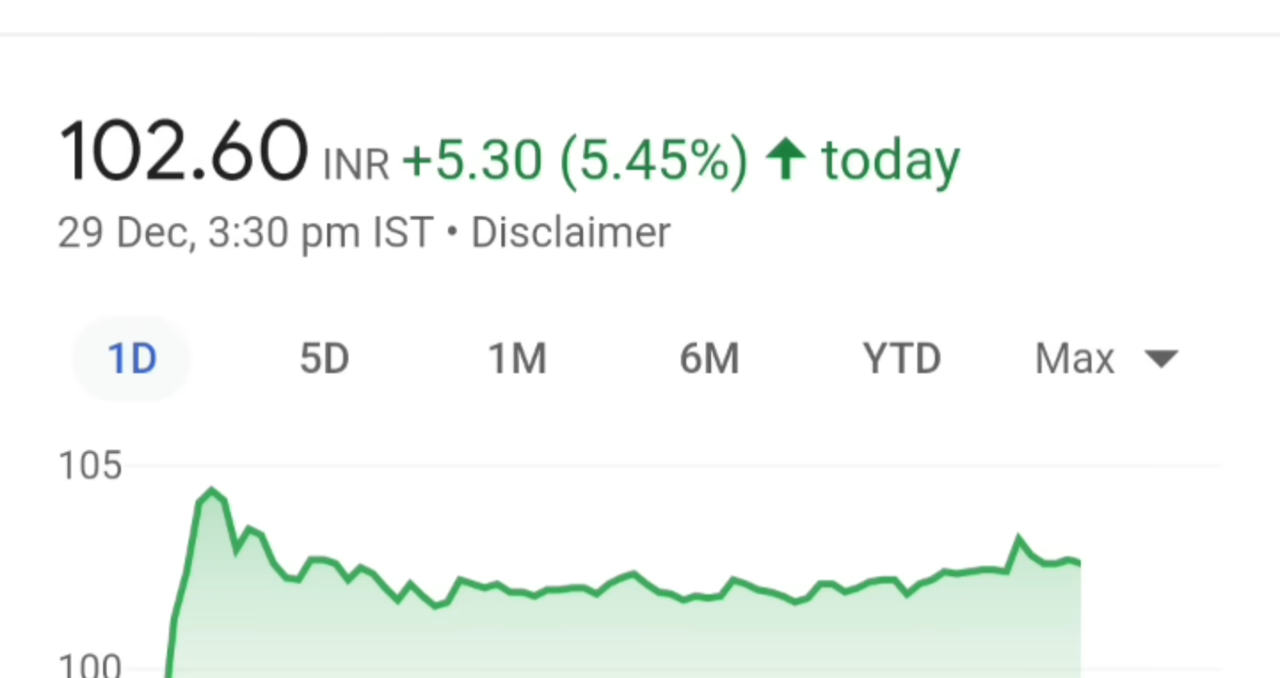 102.60 INR +5.30 (5.45%) ↑ today
29 Dec, 3:30 pm IST • Disclaimer
1D 5D 1M 6M YTD Max
105
100